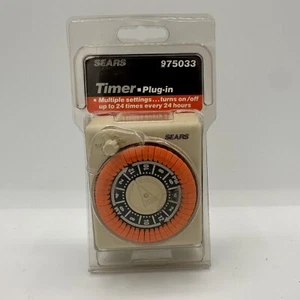 SEARS 975033
Timer ▪ Plug-in
• Multiple settings...turns on/off
up to 24 times every 24 hours
SEARS